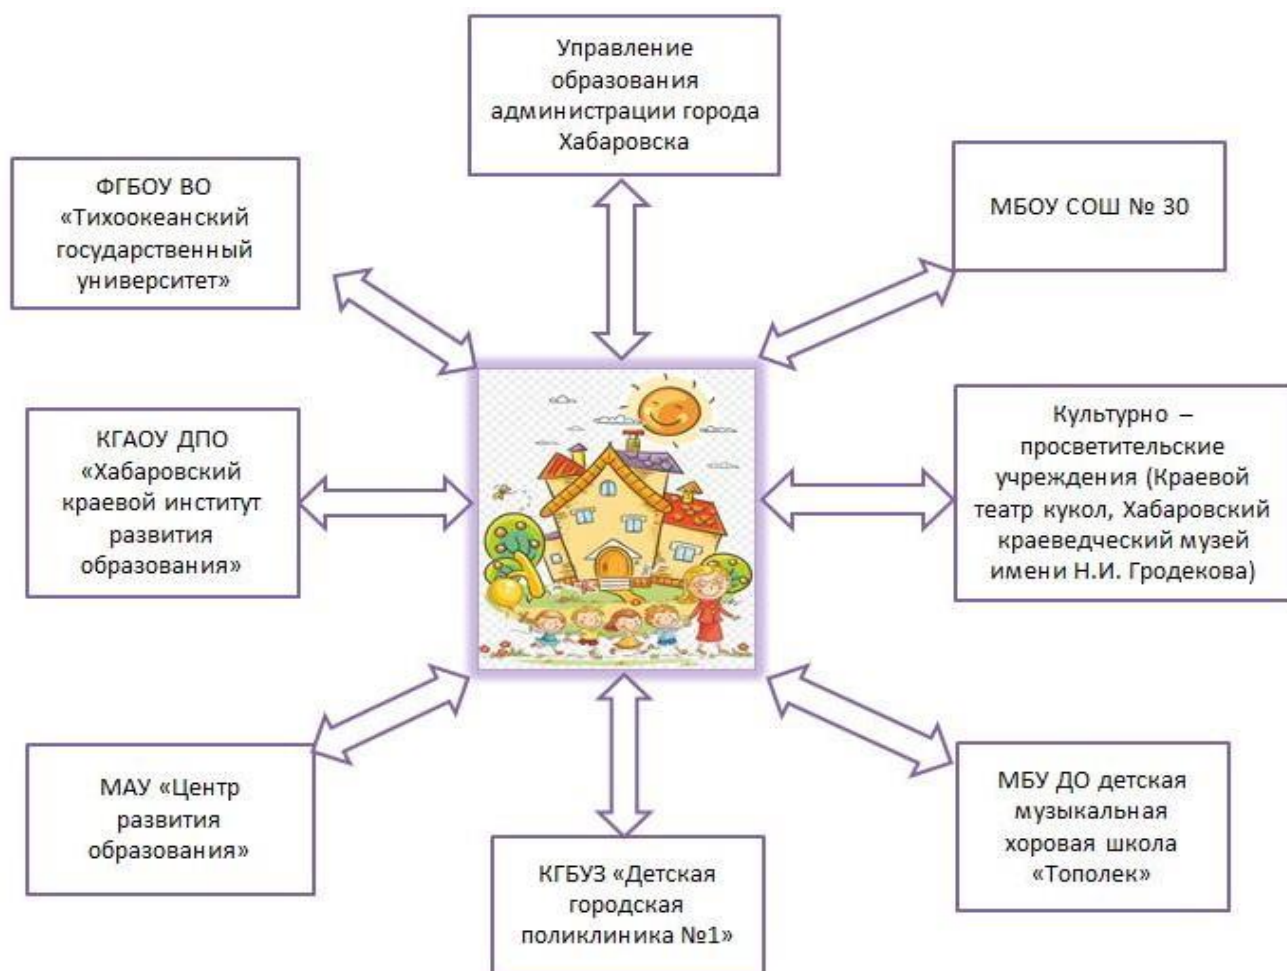 Управление
образования
администрации города
Хабаровска
ФГБОУ ВО
«Тихоокеанский
государственный
университет»
МБОУ СОШ № 30
КГАОУ ДПО
«Хабаровский
краевой институт
развития
образования»
Культурно –
просветительские
учреждения (Краевой
театр кукол, Хабаровский
краеведческий музей
имени Н.И. Гродекова)
МАУ «Центр
развития
образования»
КГБУЗ «Детская
городская
поликлиника №1»
МБУ ДО детская
музыкальная
хоровая школа
«Тополек»